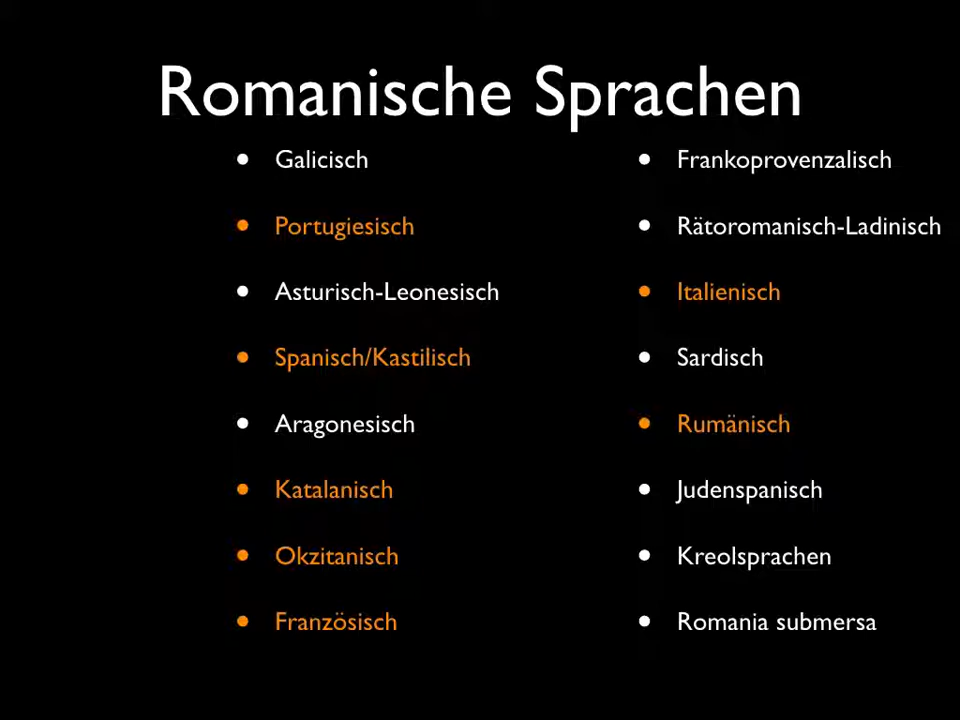 Romanische Sprachen
• Galicisch
• Portugiesisch
• Asturisch-Leonesisch
• Spanisch/Kastilisch
• Aragonesisch
• Katalanisch
• Okzitanisch
• Französisch
• Frankoprovenzalisch
• Rätoromanisch-Ladinisch
• Italienisch
• Sardisch
• Rumänisch
• Judenspanisch
• Kreolsprachen
• Romania submersa